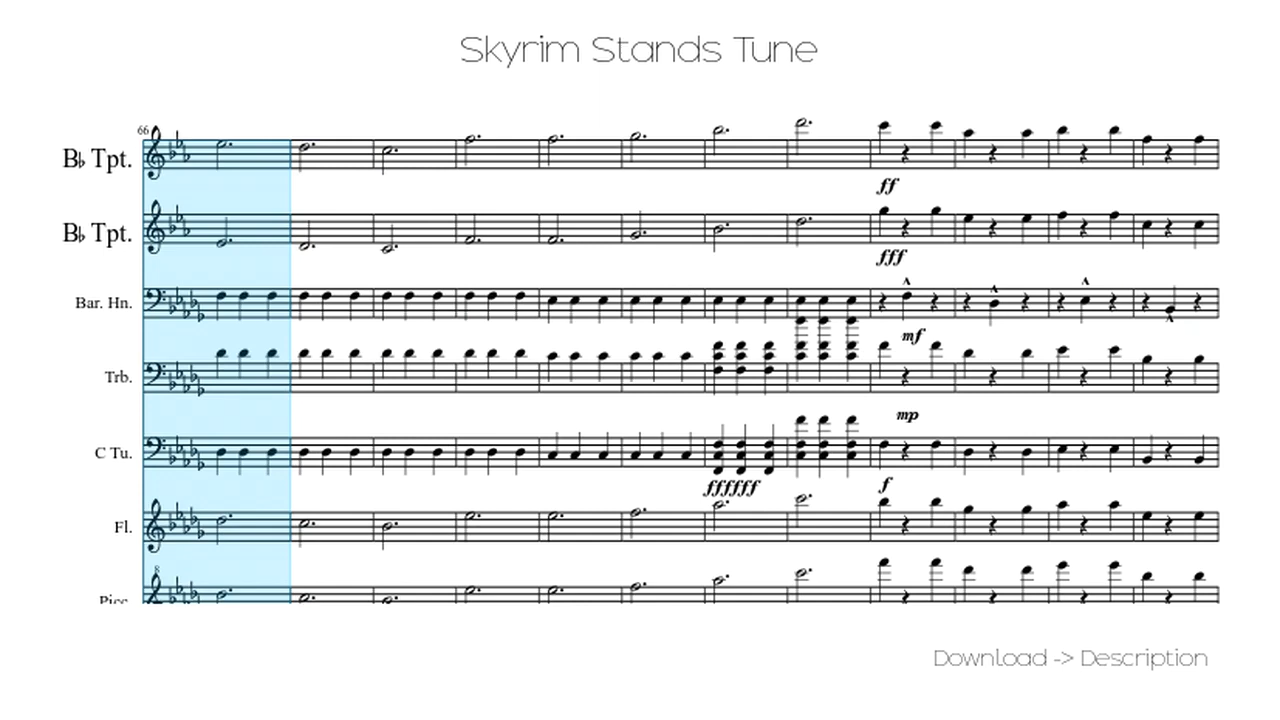 Skyrim Stands Tune
66
B♭ Tpt.
ff
B♭ Tpt.
fff
Bar. Hn.
mf
Trb.
mp
C Tu.
ffffff
f
Fl.
8
Picc.
Download -> Description